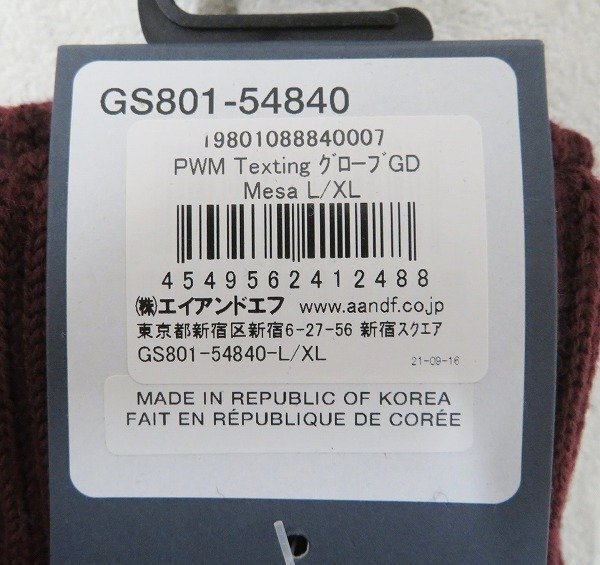 GS801-54840
19801088840007
PWM Texting グローブGD
Mesa L/XL
4549562412488
㈱エイアンドエフ www.aandf.co.jp
東京都新宿区新宿6-27-56 新宿スクエア
GS801-54840-L/XL 21-09-16
MADE IN REPUBLIC OF KOREA
FAIT EN RÉPUBLIQUE DE CORÉE